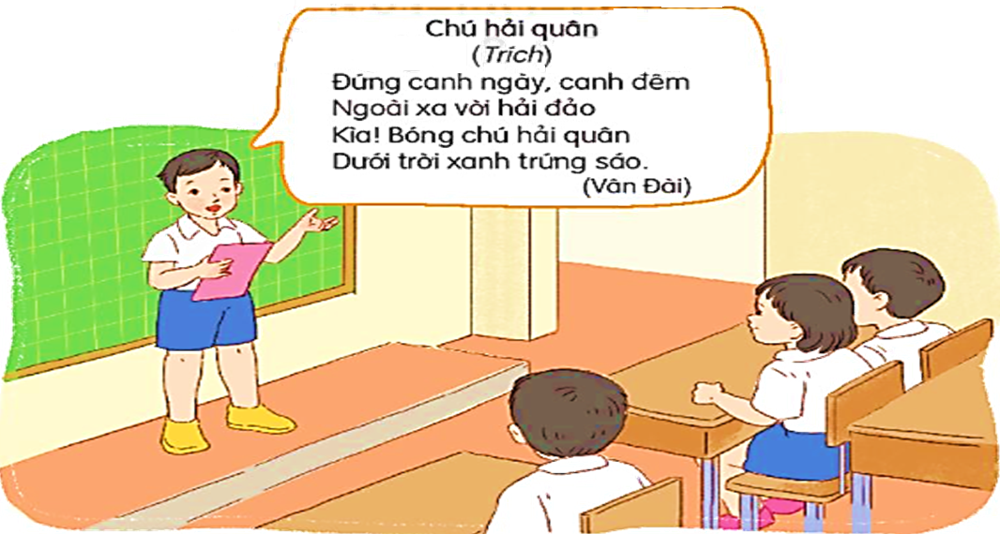 Chú hải quân
(Trích)
Đứng canh ngày, canh đêm
Ngoài xa vời hải đảo
Kìa! Bóng chú hải quân
Dưới trời xanh trứng sáo.
(Vân Đài)